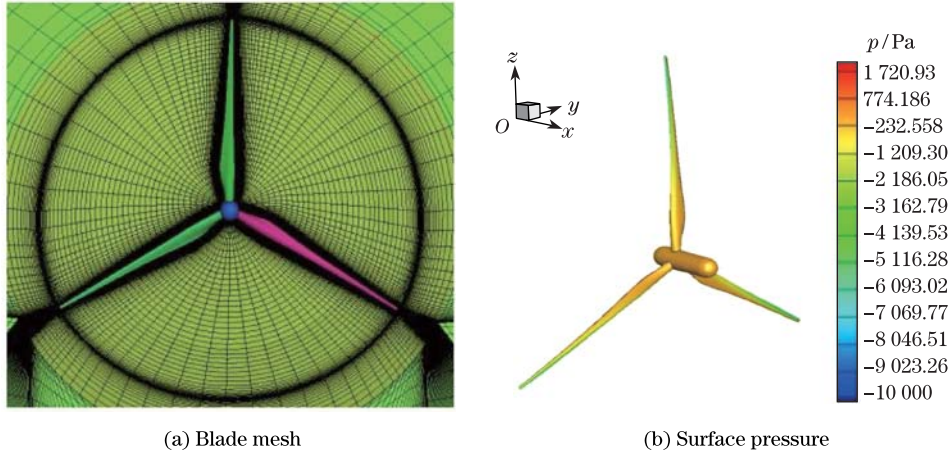 z
y
O
x
p/Pa
1 720.93
774.186
−232.558
−1 209.30
−2 186.05
−3 162.79
−4 139.53
−5 116.28
−6 093.02
−7 069.77
−8 046.51
−9 023.26
−10 000
(a) Blade mesh
(b) Surface pressure